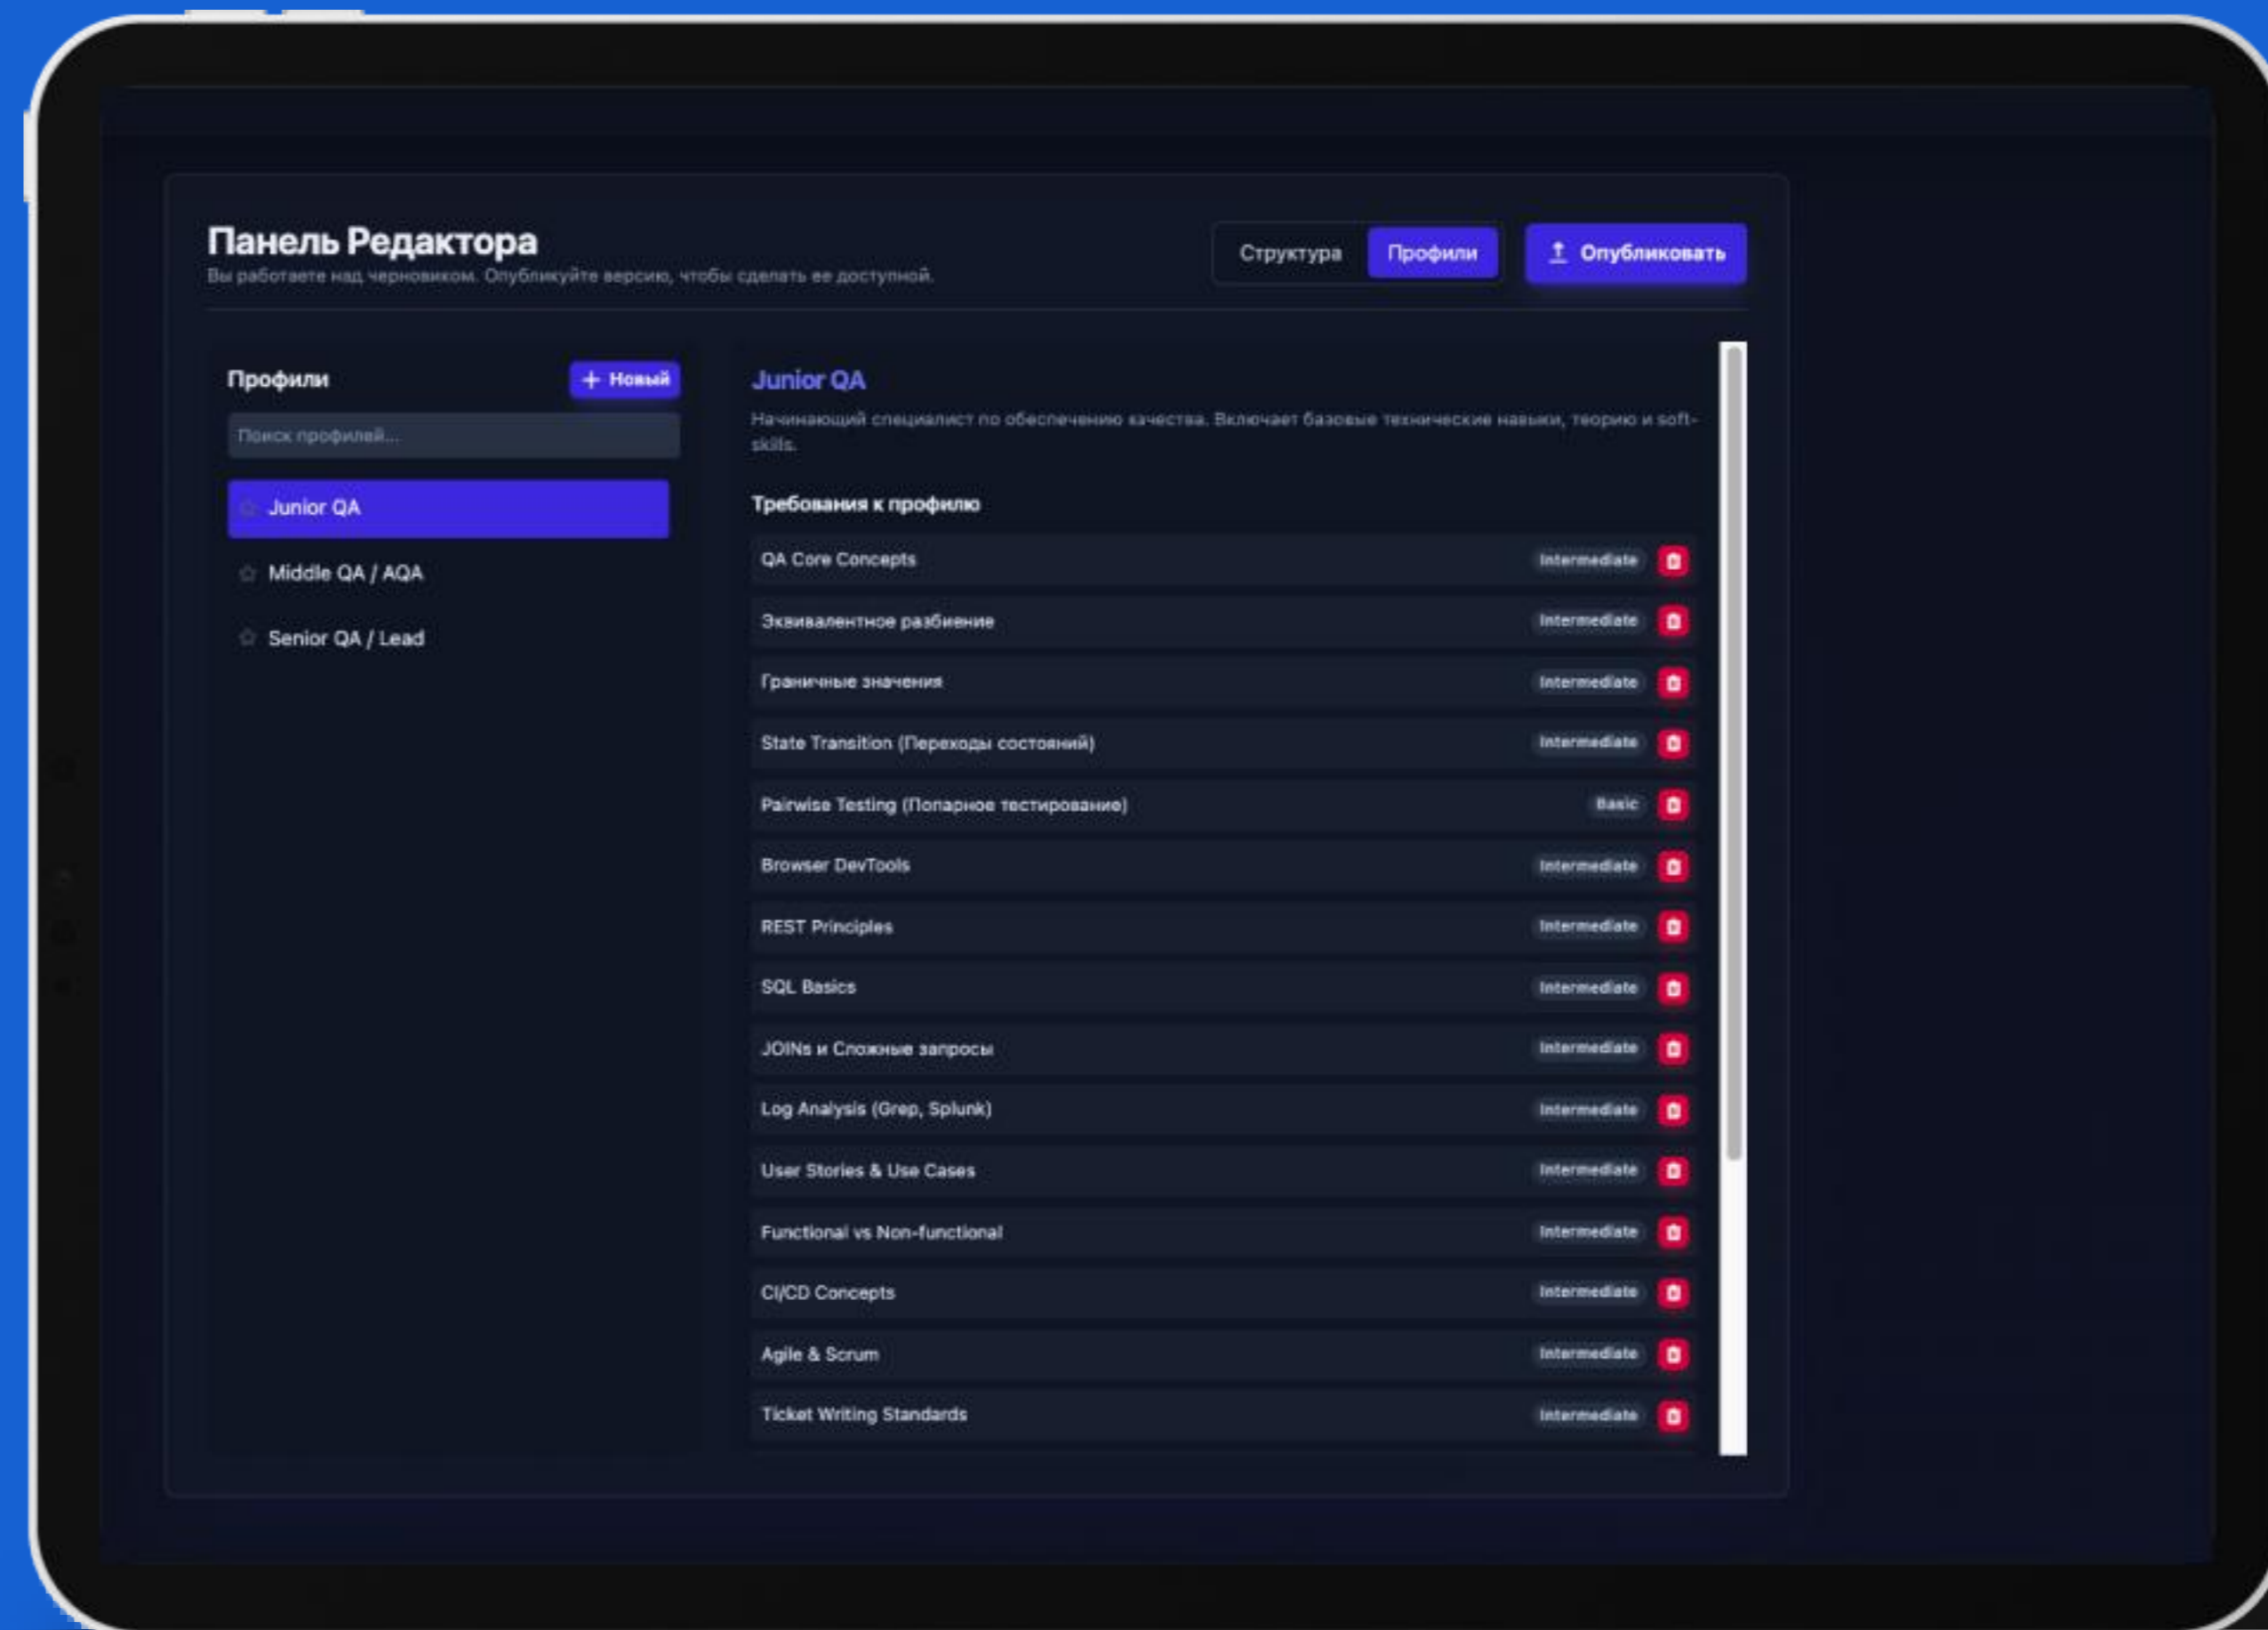 Панель Редактора
Вы работаете над черновиком. Опубликуйте версию, чтобы сделать ее доступной.
Структура
Профили
Опубликовать
Профили
+ Новый
Поиск профилей...
Junior QA
Middle QA / AQA
Senior QA / Lead
Junior QA
Начинающий специалист по обеспечению качества. Включает базовые технические навыки, теорию и soft-
skills.
Требования к профилю
QA Core Concepts Intermediate
Эквивалентное разбиение Intermediate
Граничные значения Intermediate
State Transition (Переходы состояний) Intermediate
Pairwise Testing (Попарное тестирование) Basic
Browser DevTools Intermediate
REST Principles Intermediate
SQL Basics Intermediate
JOINs и Сложные запросы Intermediate
Log Analysis (Grep, Splunk) Intermediate
User Stories & Use Cases Intermediate
Functional vs Non-functional Intermediate
CI/CD Concepts Intermediate
Agile & Scrum Intermediate
Ticket Writing Standards Intermediate